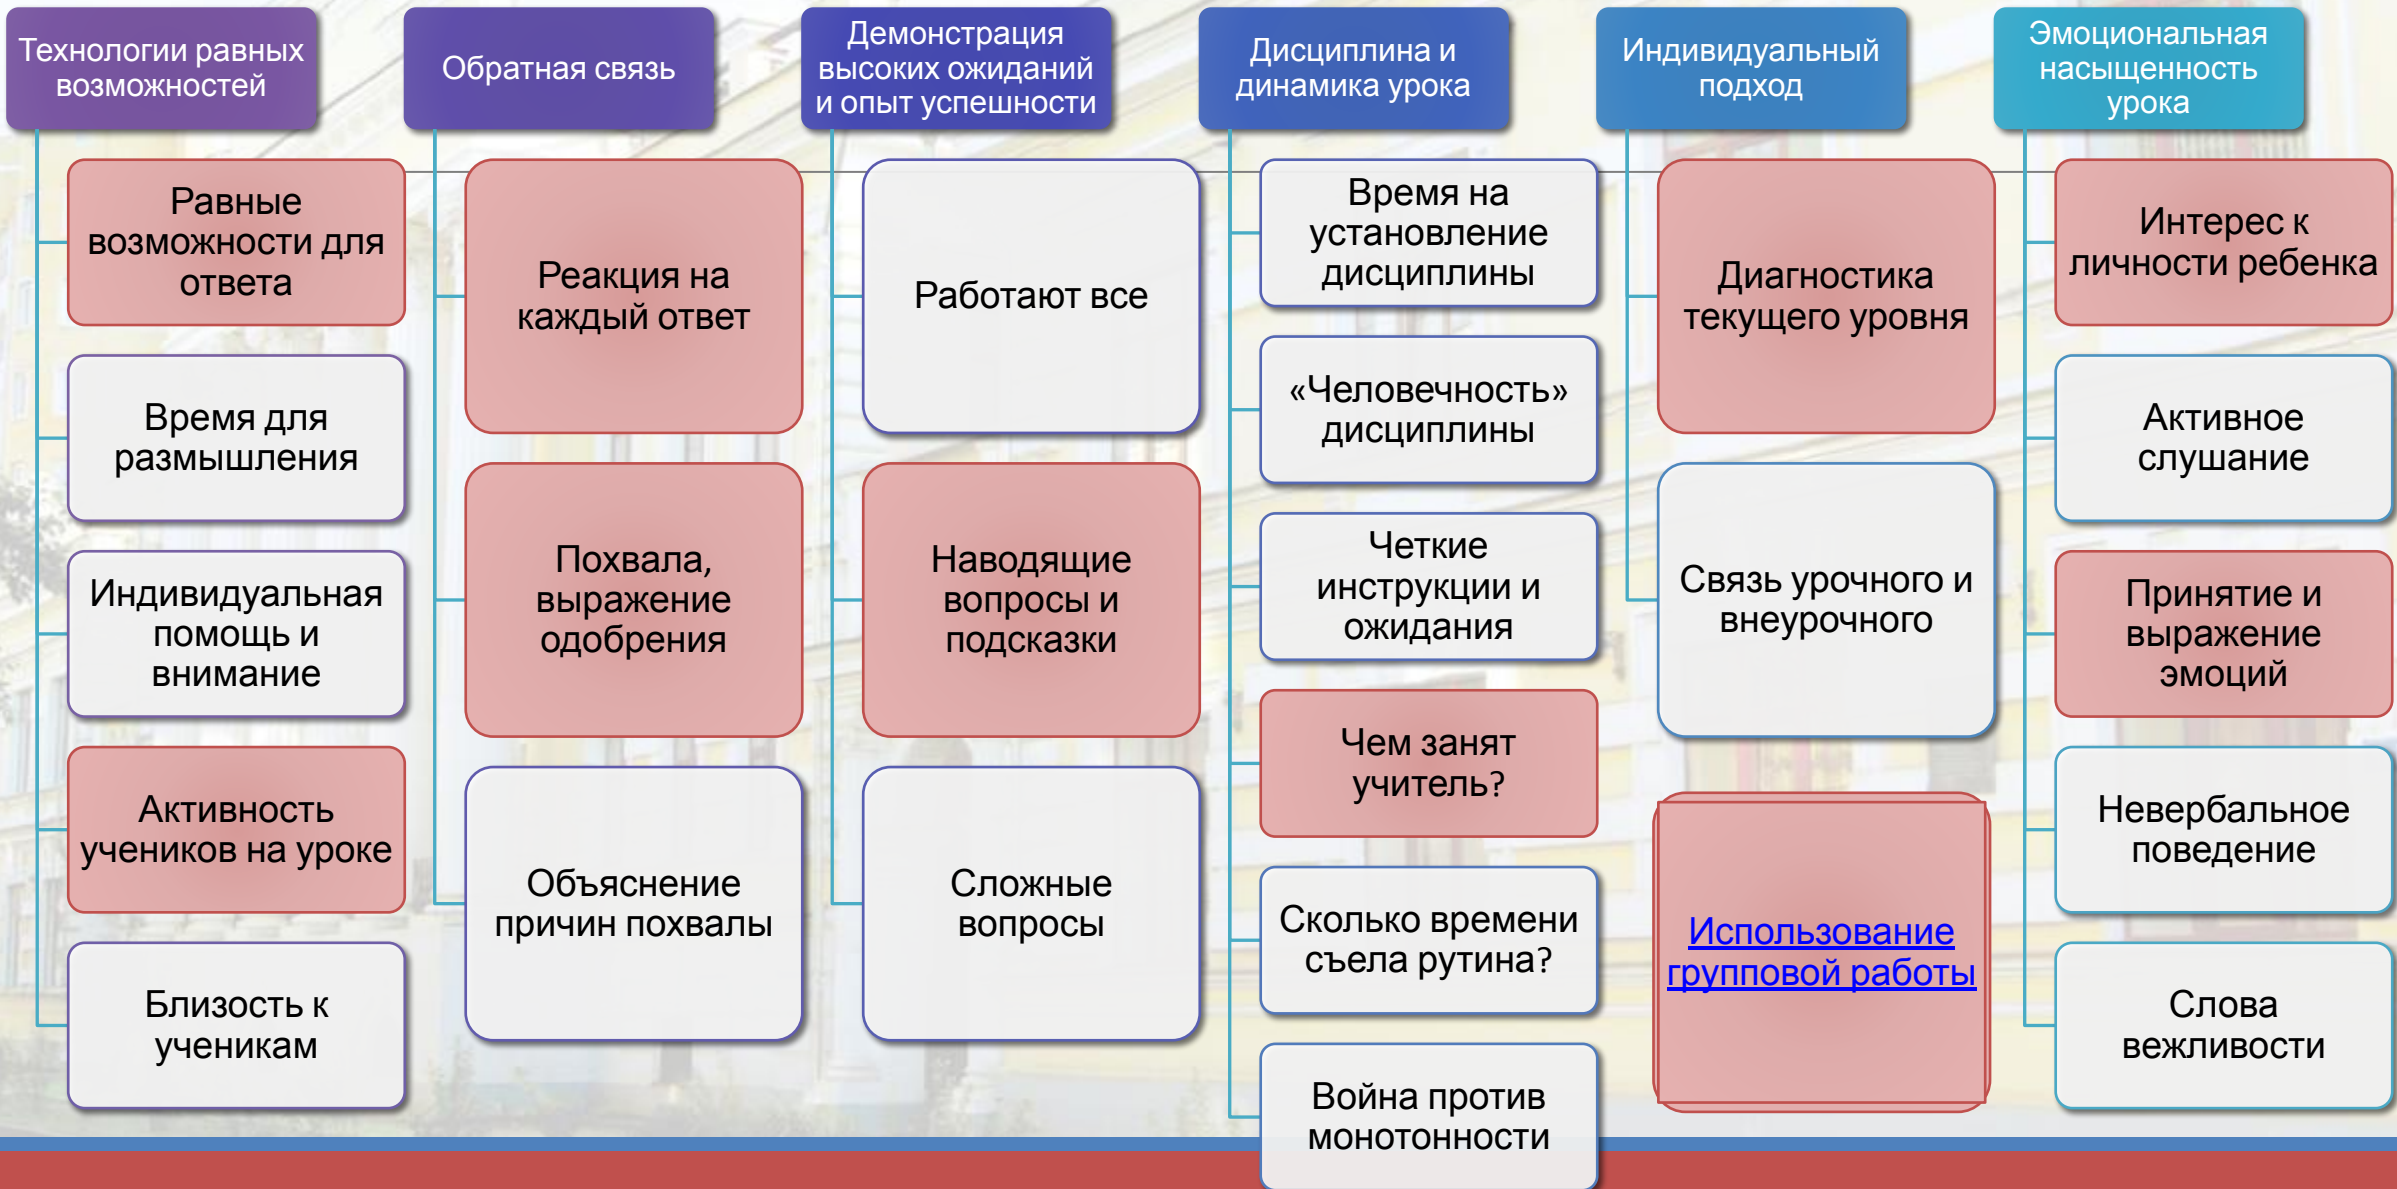 Технологии равных
возможностей
Равные
возможности для
ответа
Время для
размышления
Индивидуальная
помощь и
внимание
Активность
учеников на уроке
Близость к
ученикам
Обратная связь
Реакция на
каждый ответ
Похвала,
выражение
одобрения
Объяснение
причин похвалы
Демонстрация
высоких ожиданий
и опыт успешности
Работают все
Наводящие
вопросы и
подсказки
Сложные
вопросы
Дисциплина и
динамика урока
Время на
установление
дисциплины
«Человечность»
дисциплины
Четкие
инструкции и
ожидания
Чем занят
учитель?
Сколько времени
съела рутина?
Война против
монотонности
Индивидуальный
подход
Диагностика
текущего уровня
Связь урочного и
внеурочного
Использование
групповой работы
Эмоциональная
насыщенность
урока
Интерес к
личности ребенка
Активное
слушание
Принятие и
выражение
эмоций
Невербальное
поведение
Слова
вежливости